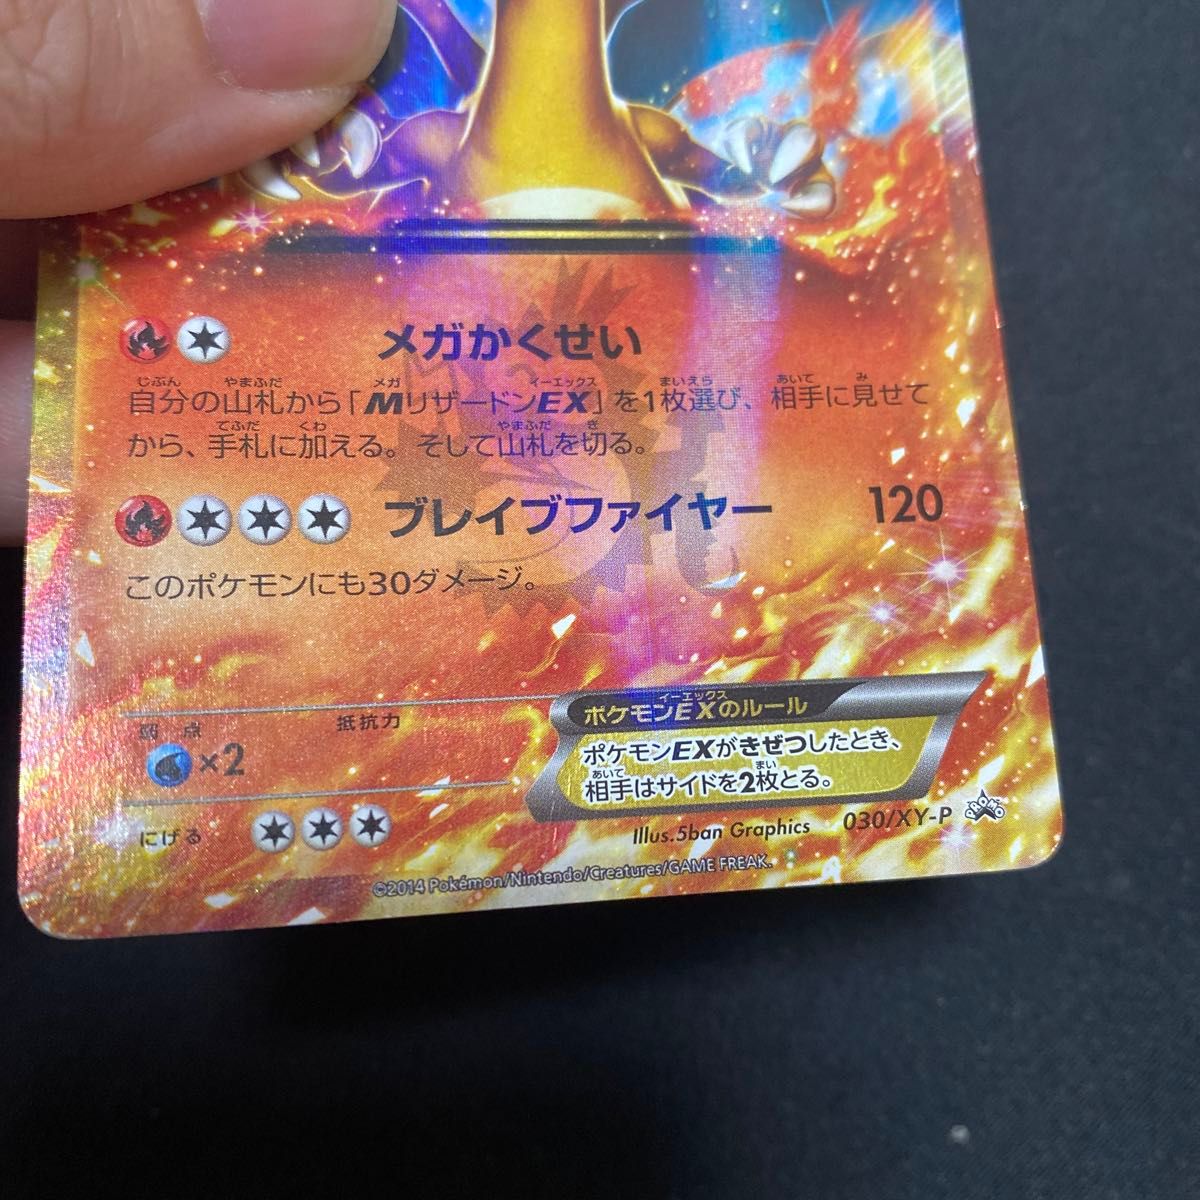 メガかくせい
じぶん やまふだ メガ イーエックス まいえら あいて み
自分の山札から「MリザードンEX」を1枚選び、相手に見せて
てふだ くわ やまふだ き
から、手札に加える。そして山札を切る。
ブレイブファイヤー 120
このポケモンにも30ダメージ。
弱点 抵抗力
×2
にげる
イーエックス
ポケモンEXのルール
ポケモンEXがきぜつしたとき、
あいて まい
相手はサイドを2枚とる。
Illus.5ban Graphics 030/XY-P PROMO
©2014 Pokémon/Nintendo/Creatures/GAME FREAK.